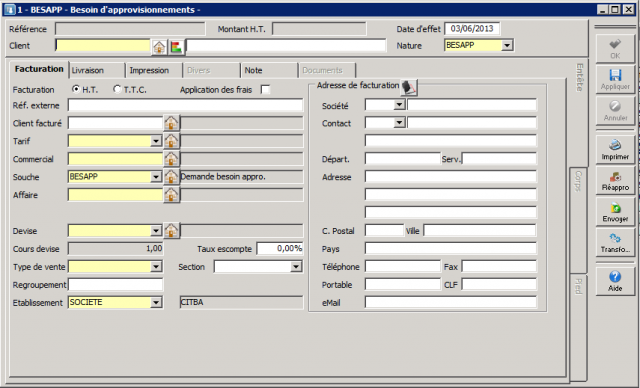 1 - BESAPP - Besoin d'approvisionnements -
Référence Montant H.T. Date d'effet 03/06/2013
Client Nature BESAPP
Facturation Livraison Impression Divers Note Documents
Facturation H.T. T.T.C. Application des frais
Réf. externe
Client facturé
Tarif
Commercial
Souche BESAPP Demande besoin appro.
Affaire
Devise
Cours devise 1,00 Taux escompte 0,00%
Type de vente Section
Regroupement
Etablissement SOCIETE CITBA
Adresse de facturation
Société
Contact
Départ. Serv.
Adresse
C. Postal Ville
Pays
Téléphone Fax
Portable CLF
eMail
Entête
Corps
Pied
OK
Appliquer
Annuler
Imprimer
Réappro
Envoyer
Transfo...
Aide